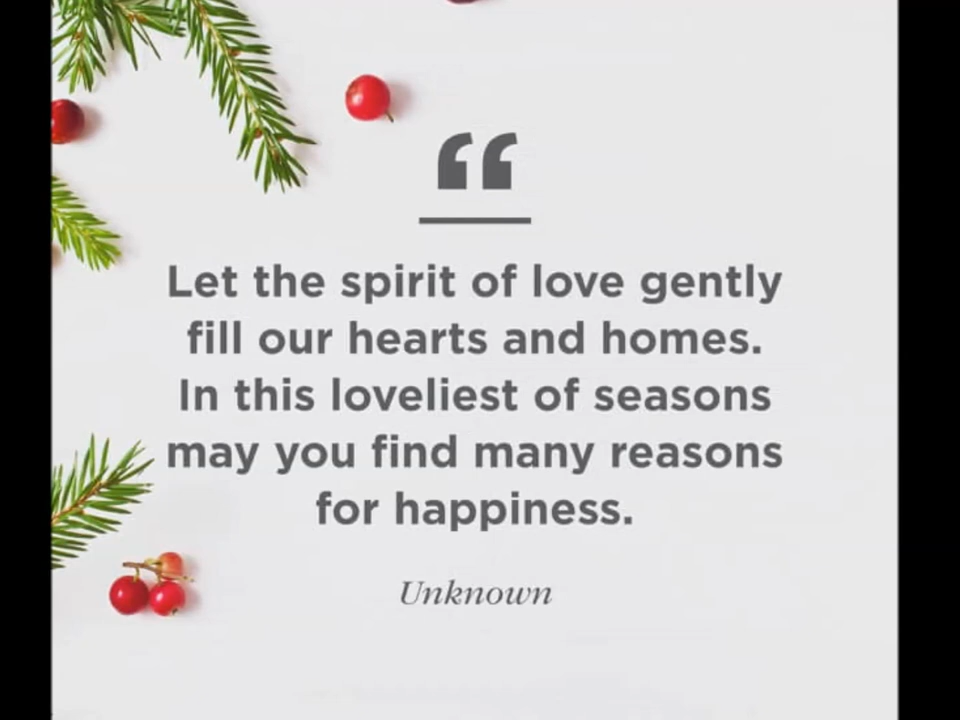 “
Let the spirit of love gently
fill our hearts and homes.
In this loveliest of seasons
may you find many reasons
for happiness.
Unknown